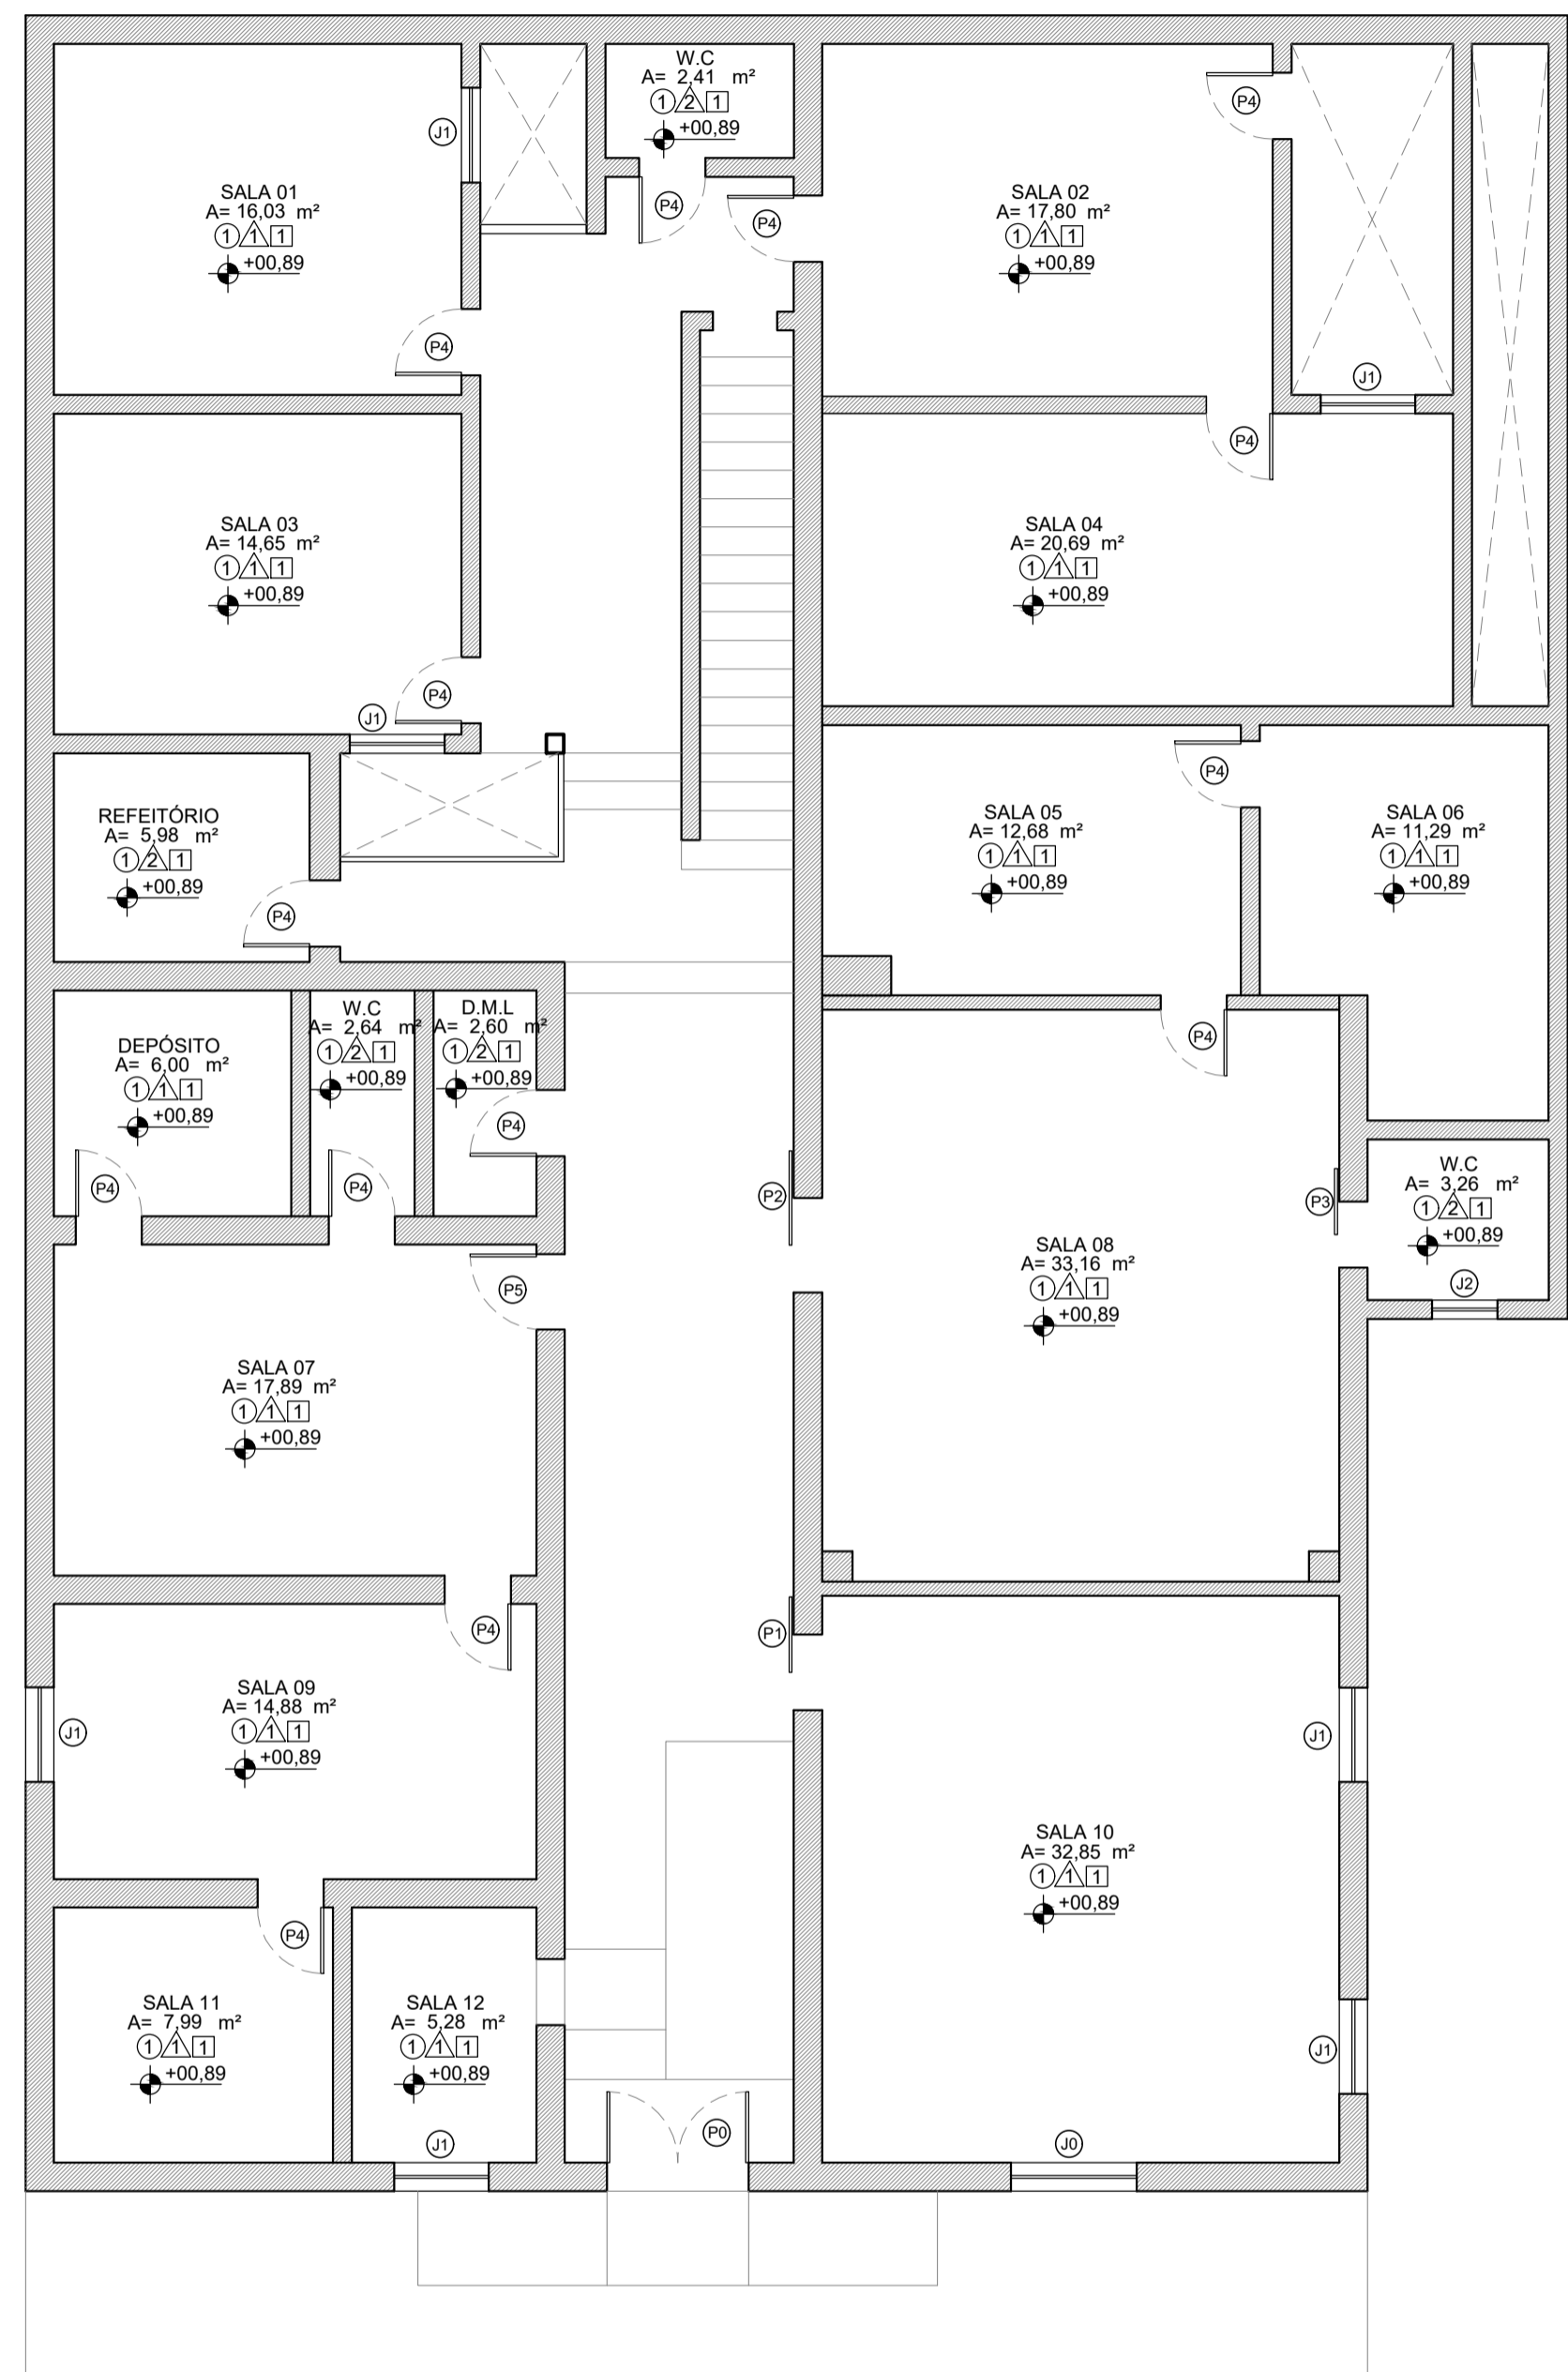 W.C
A= 2,41 m²
1 2 1
+00,89
P4
J1
P4
P4
SALA 01
A= 16,03 m²
1 1 1
+00,89
P4
SALA 02
A= 17,80 m²
1 1 1
+00,89
J1
P4
SALA 03
A= 14,65 m²
1 1 1
+00,89
P4
J1
SALA 04
A= 20,69 m²
1 1 1
+00,89
REFEITÓRIO
A= 5,98 m²
1 2 1
+00,89
P4
P4
SALA 05
A= 12,68 m²
1 1 1
+00,89
SALA 06
A= 11,29 m²
1 1 1
+00,89
DEPÓSITO
A= 6,00 m²
1 1 1
+00,89
P4
W.C
A= 2,64 m²
1 2 1
+00,89
P4
D.M.L
A= 2,60 m²
1 2 1
+00,89
P4
P4
P2
P3
W.C
A= 3,26 m²
1 2 1
+00,89
J2
P5
SALA 08
A= 33,16 m²
1 1 1
+00,89
SALA 07
A= 17,89 m²
1 1 1
+00,89
P4
P1
SALA 09
A= 14,88 m²
1 1 1
+00,89
J1
J1
SALA 10
A= 32,85 m²
1 1 1
+00,89
P4
SALA 11
A= 7,99 m²
1 1 1
+00,89
SALA 12
A= 5,28 m²
1 1 1
+00,89
J1
J1
P0
J0